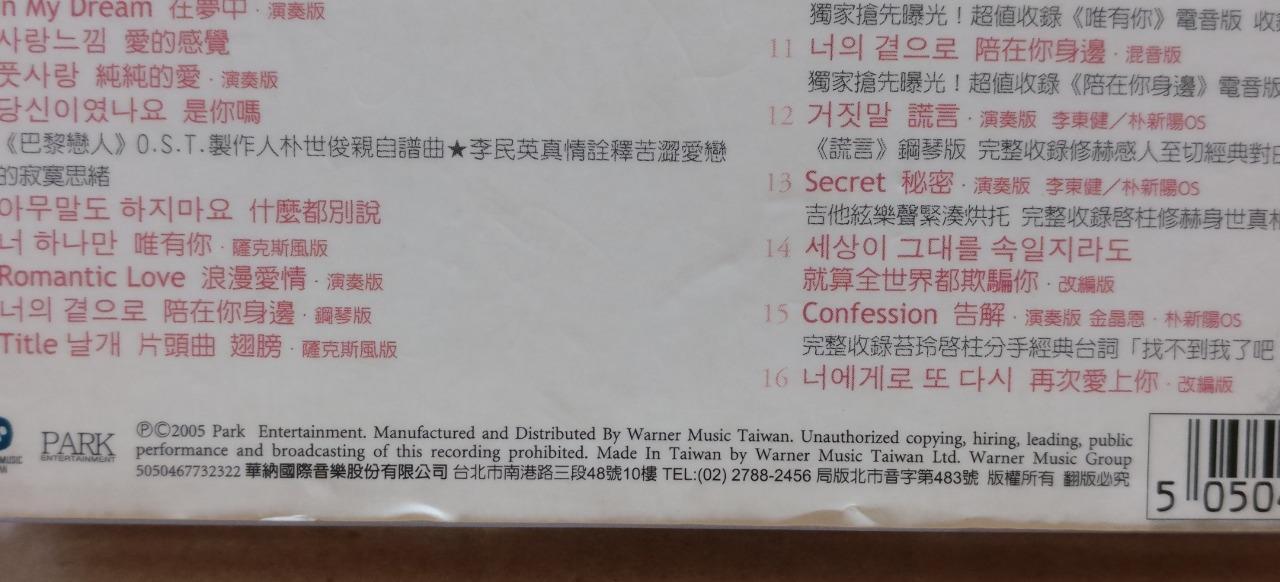 In My Dream 在夢中 · 演奏版
사랑느낌 愛的感覺
풋사랑 純純的愛 · 演奏版
당신이였나요 是你嗎
《巴黎戀人》O.S.T.製作人朴世俊親自譜曲★李民英真情詮釋苦澀愛戀
的寂寞思緒
아무말도 하지마요 什麼都別說
너 하나만 唯有你 · 薩克斯風版
Romantic Love 浪漫愛情 · 演奏版
너의 곁으로 陪在你身邊 · 鋼琴版
Title 날개 片頭曲 翅膀 · 薩克斯風版
獨家搶先曝光！超值收錄《唯有你》電音版 收
11 너의 곁으로 陪在你身邊 · 混音版
獨家搶先曝光！超值收錄《陪在你身邊》電音版
12 거짓말 謊言 · 演奏版 李東健／朴新陽OS
《謊言》鋼琴版 完整收錄修赫感人至切經典對白
13 Secret 秘密 · 演奏版 李東健／朴新陽OS
吉他絃樂聲緊湊烘托 完整收錄啓柱修赫身世真相
14 세상이 그대를 속일지라도
就算全世界都欺騙你 · 改編版
15 Confession 告解 · 演奏版 金晶恩 · 朴新陽OS
完整收錄苔玲啓柱分手經典台詞「找不到我了吧
16 너에게로 또 다시 再次愛上你 · 改編版
MUSIC
PARK
ENTERTAINMENT
ⓅⒸ2005 Park Entertainment. Manufactured and Distributed By Warner Music Taiwan. Unauthorized copying, hiring, leading, public
performance and broadcasting of this recording prohibited. Made In Taiwan by Warner Music Taiwan Ltd. Warner Music Group
5050467732322 華納國際音樂股份有限公司 台北市南港路三段48號10樓 TEL:(02) 2788-2456 局版北市音字第483號 版權所有 翻版必究
5 0504